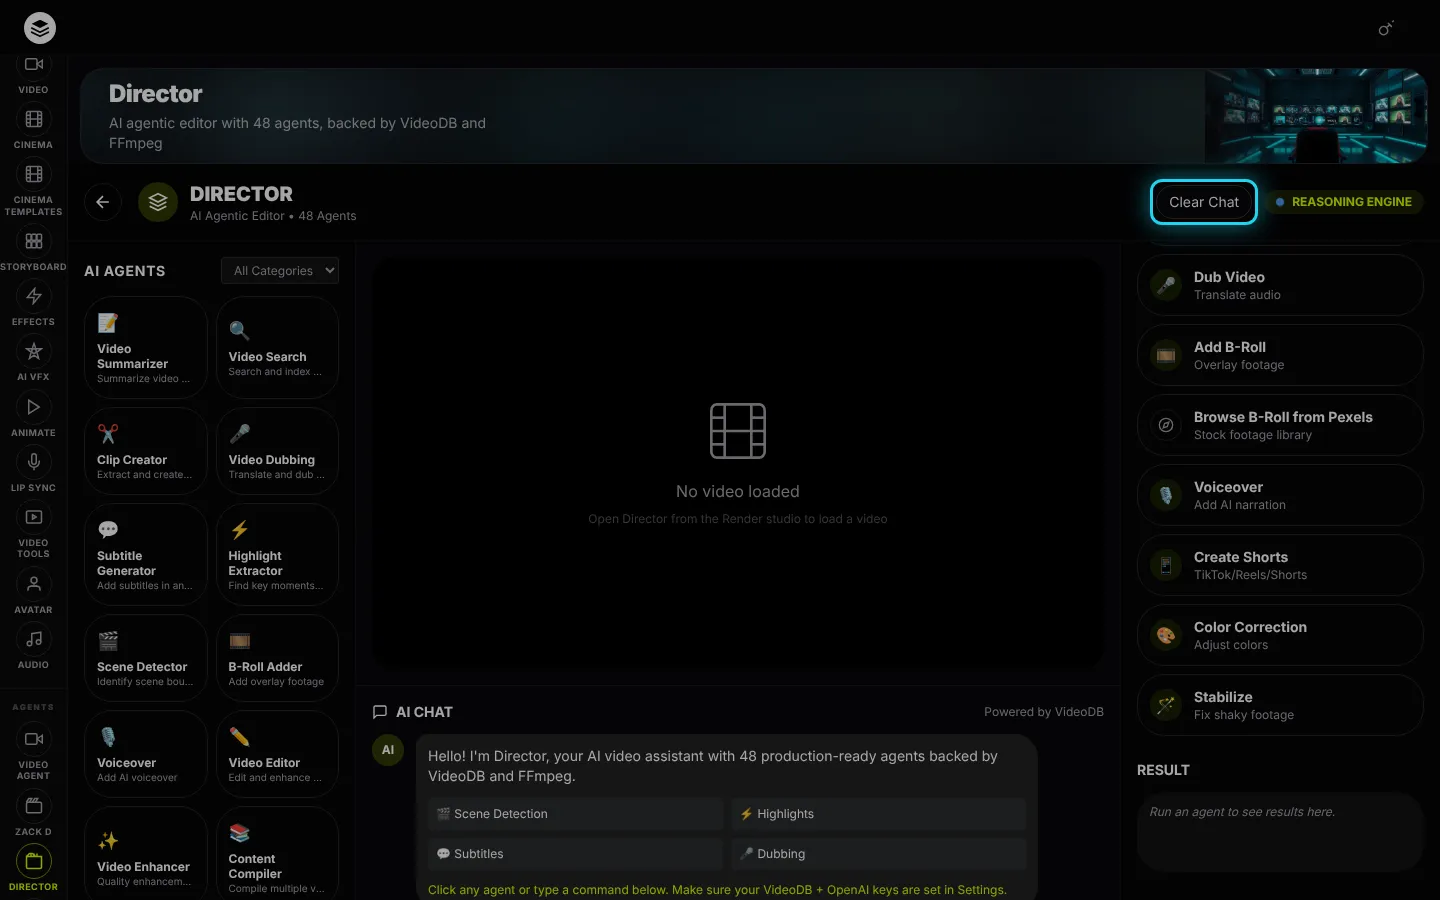 Director
AI agentic editor with 48 agents, backed by VideoDB and
FFmpeg
VIDEO
CINEMA
CINEMA
TEMPLATES
STORYBOARD
EFFECTS
AI VFX
ANIMATE
LIP SYNC
VIDEO
TOOLS
AVATAR
AUDIO
AGENTS
VIDEO
AGENT
ZACK D
DIRECTOR
DIRECTOR
AI Agentic Editor • 48 Agents
Clear Chat
REASONING ENGINE
AI AGENTS
All Categories
Video
Summarizer
Summarize video ...
Video Search
Search and index ...
Clip Creator
Extract and create...
Video Dubbing
Translate and dub ...
Subtitle
Generator
Add subtitles in an...
Highlight
Extractor
Find key moments...
Scene Detector
Identify scene bou...
B-Roll Adder
Add overlay footage
Voiceover
Add AI voiceover
Video Editor
Edit and enhance ...
Video Enhancer
Quality enhancem...
Content
Compiler
Compile multiple v...
No video loaded
Open Director from the Render studio to load a video
AI CHAT
Powered by VideoDB
AI
Hello! I'm Director, your AI video assistant with 48 production-ready agents backed by
VideoDB and FFmpeg.
Scene Detection
Highlights
Subtitles
Dubbing
Click any agent or type a command below. Make sure your VideoDB + OpenAI keys are set in Settings.
Dub Video
Translate audio
Add B-Roll
Overlay footage
Browse B-Roll from Pexels
Stock footage library
Voiceover
Add AI narration
Create Shorts
TikTok/Reels/Shorts
Color Correction
Adjust colors
Stabilize
Fix shaky footage
RESULT
Run an agent to see results here.